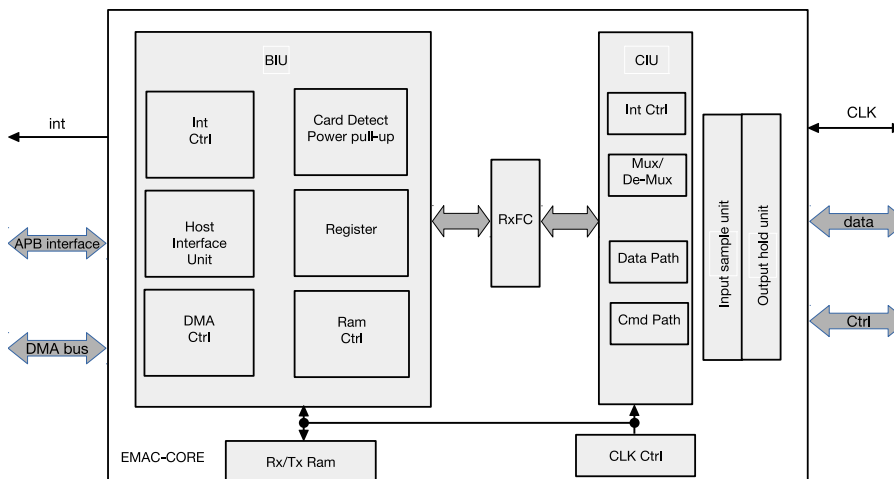 BIU
CIU
int
Int
Ctrl
Card Detect
Power pull-up
Int Ctrl
CLK
Mux/
De-Mux
APB interface
Host
Interface
Unit
Register
RxFC
Data Path
Input sample unit
Output hold unit
data
DMA bus
DMA
Ctrl
Ram
Ctrl
Cmd Path
Ctrl
EMAC-CORE
Rx/Tx Ram
CLK Ctrl